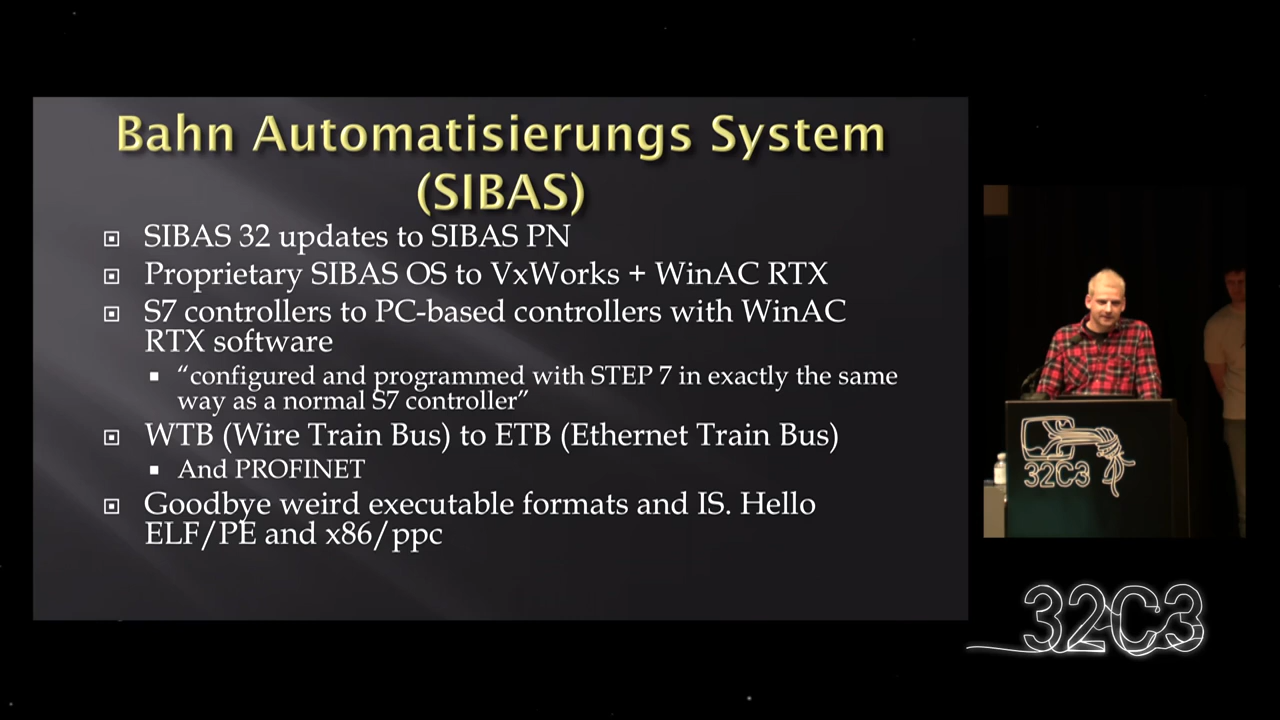 Bahn Automatisierungs System
(SIBAS)
SIBAS 32 updates to SIBAS PN
Proprietary SIBAS OS to VxWorks + WinAC RTX
S7 controllers to PC-based controllers with WinAC
RTX software
“configured and programmed with STEP 7 in exactly the same
way as a normal S7 controller”
WTB (Wire Train Bus) to ETB (Ethernet Train Bus)
And PROFINET
Goodbye weird executable formats and IS. Hello
ELF/PE and x86/ppc
32C3
32C3